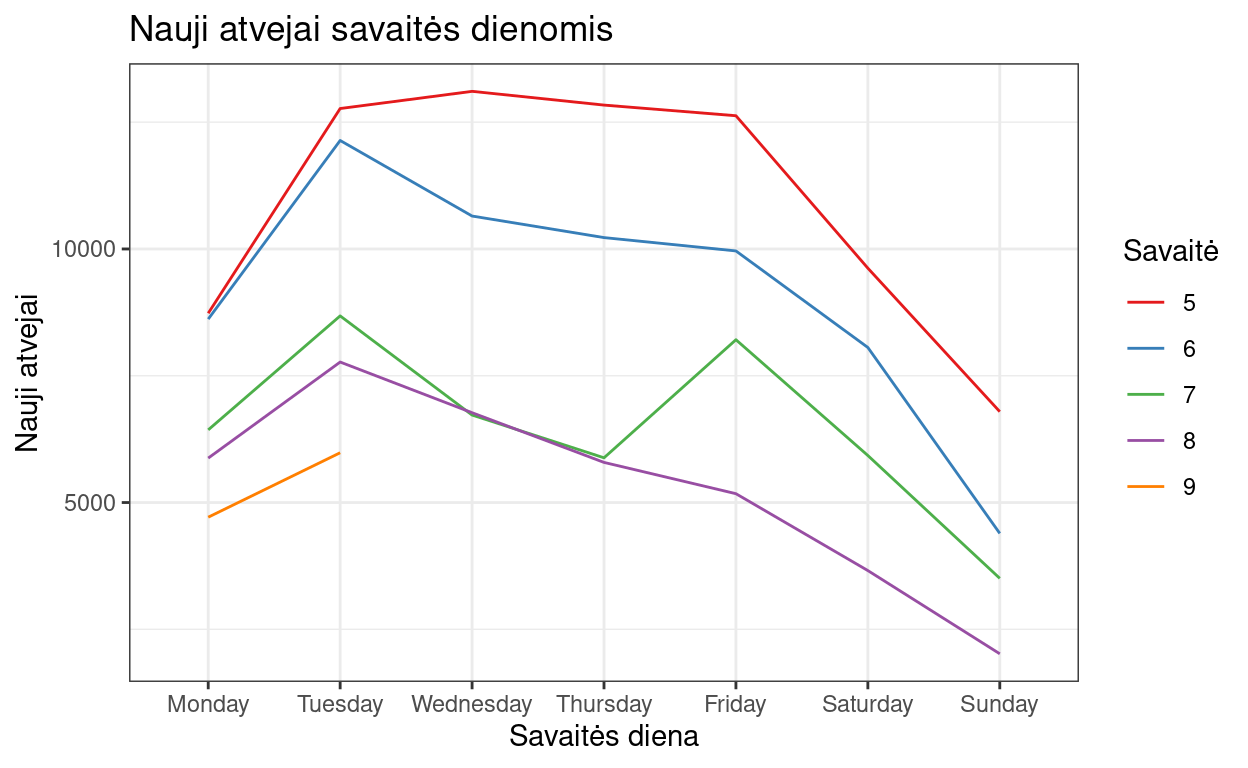 Nauji atvejai savaitės dienomis
Nauji atvejai
10000
5000
Monday Tuesday Wednesday Thursday Friday Saturday Sunday
Savaitės diena
Savaitė
5
6
7
8
9